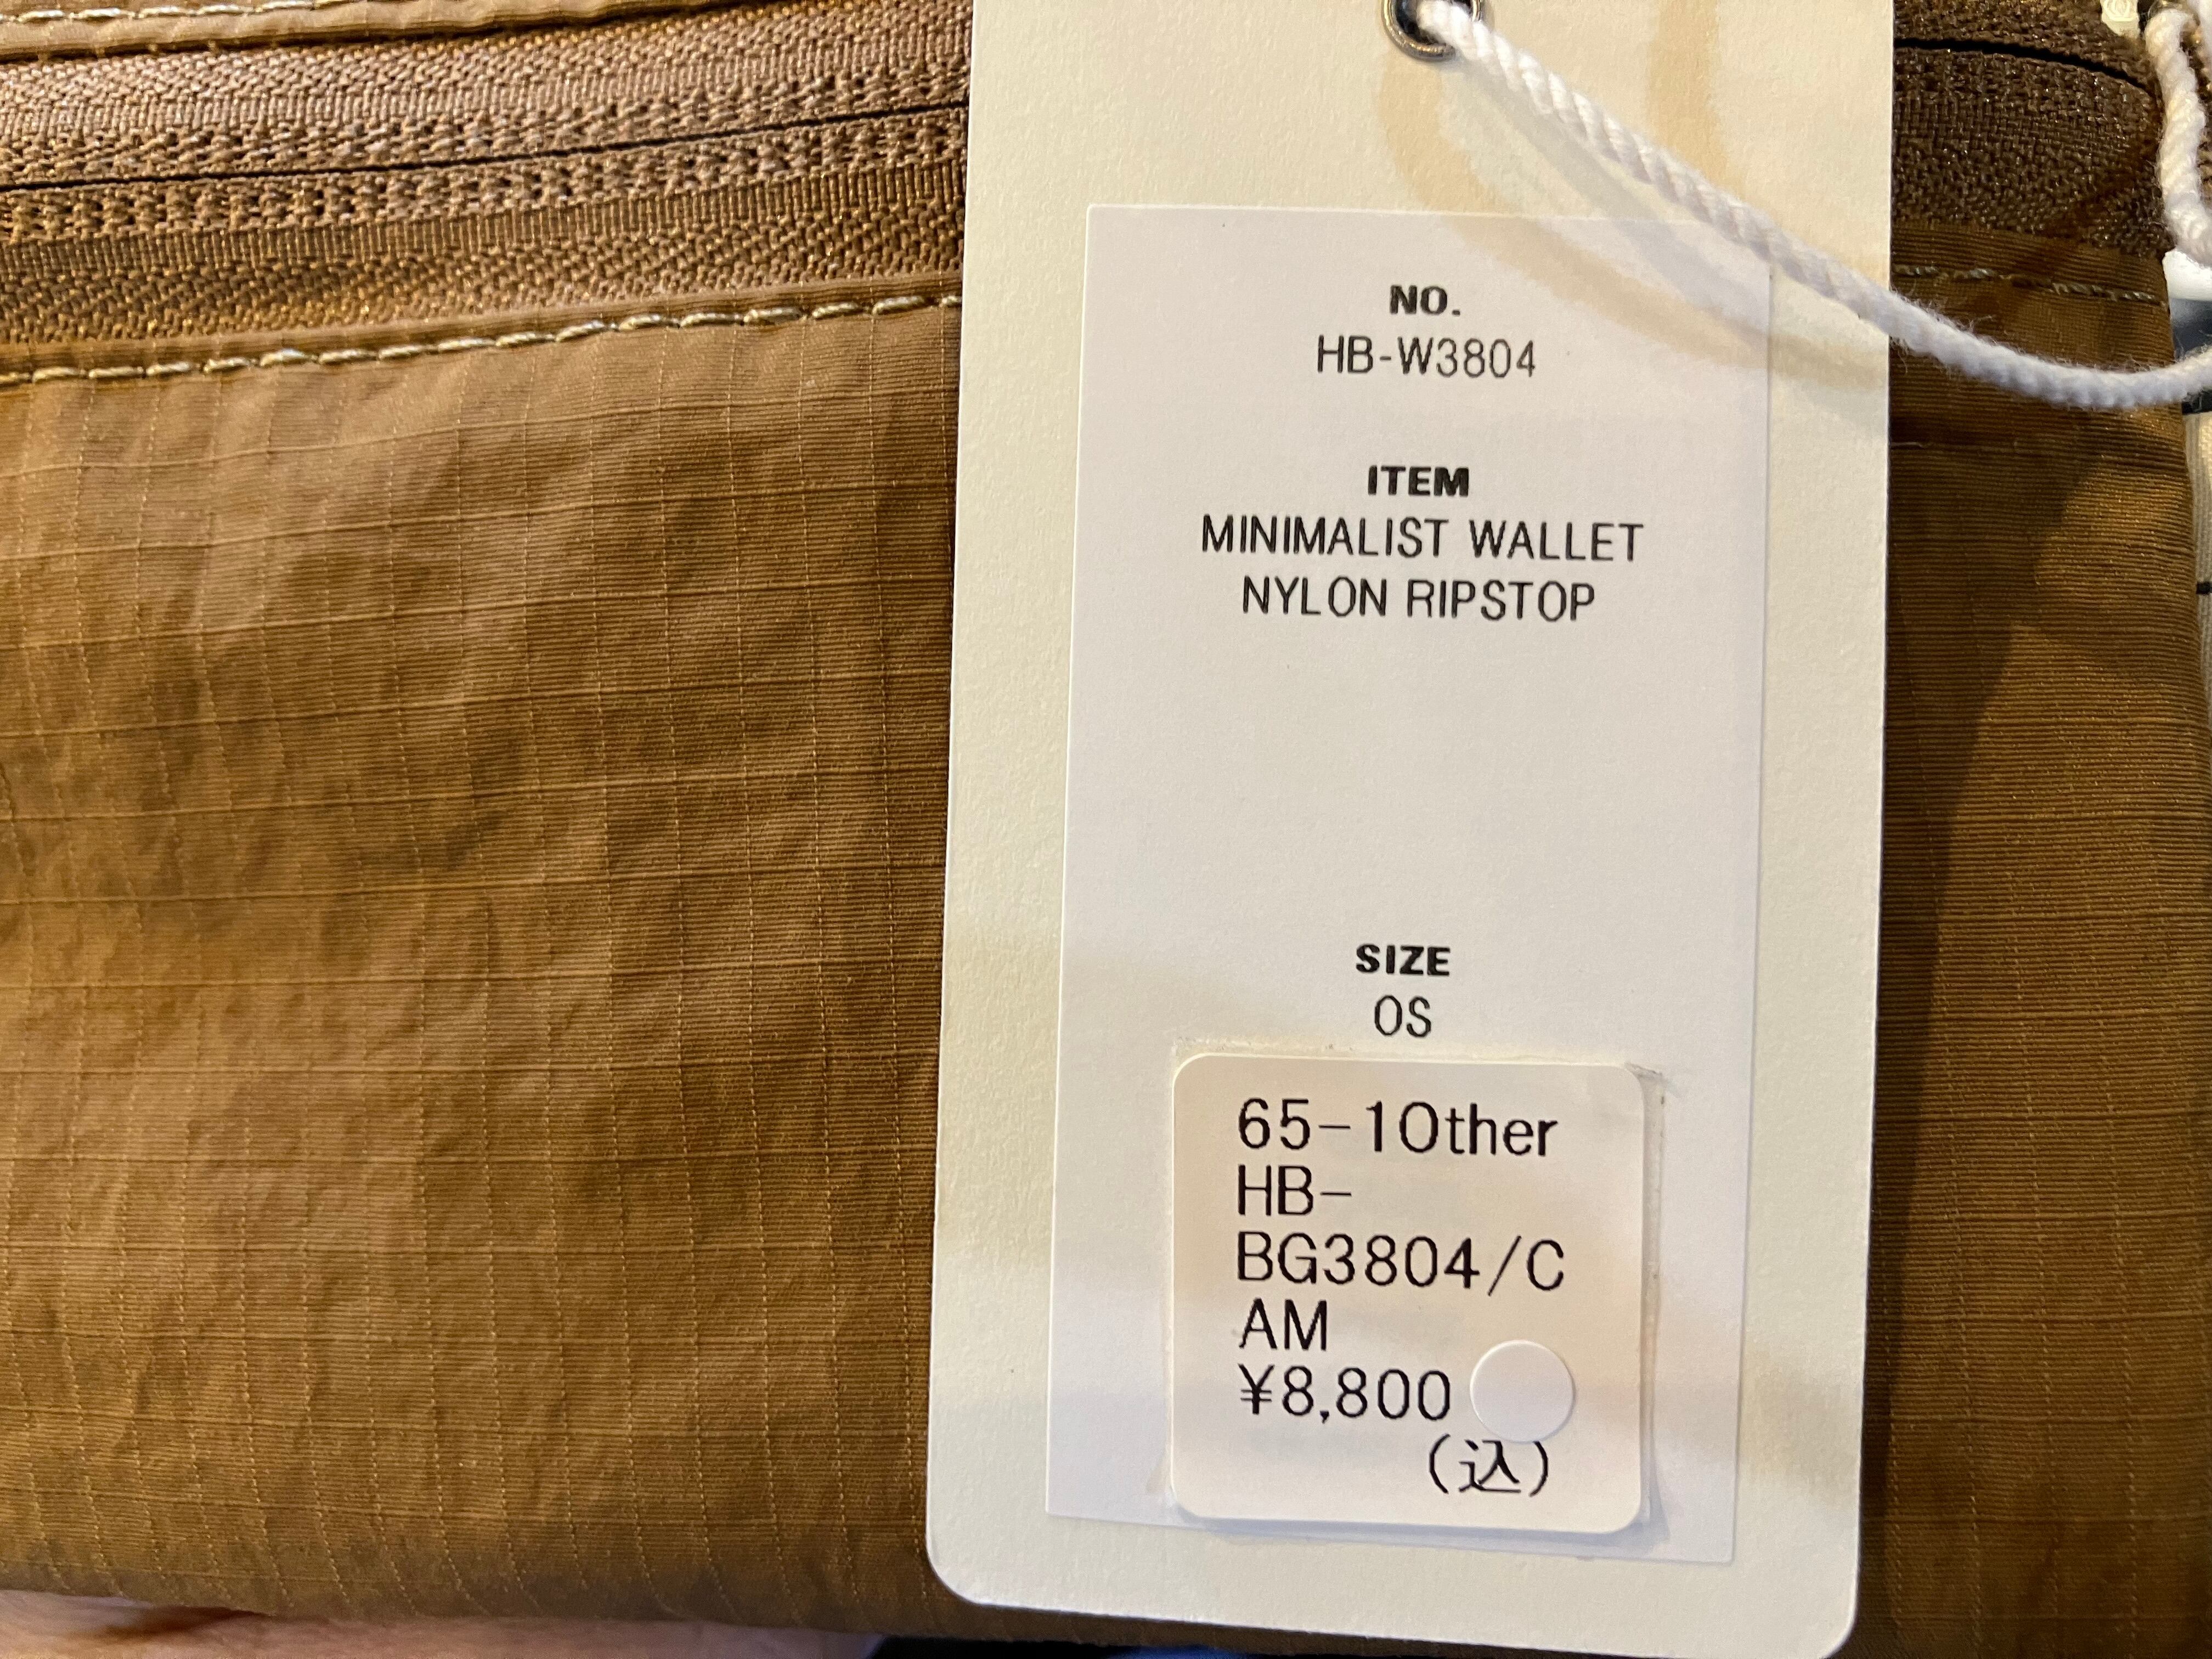 NO.
HB-W3804
ITEM
MINIMALIST WALLET
NYLON RIPSTOP
SIZE
OS
65-1Other
HB-
BG3804/C
AM
¥8,800
(込)